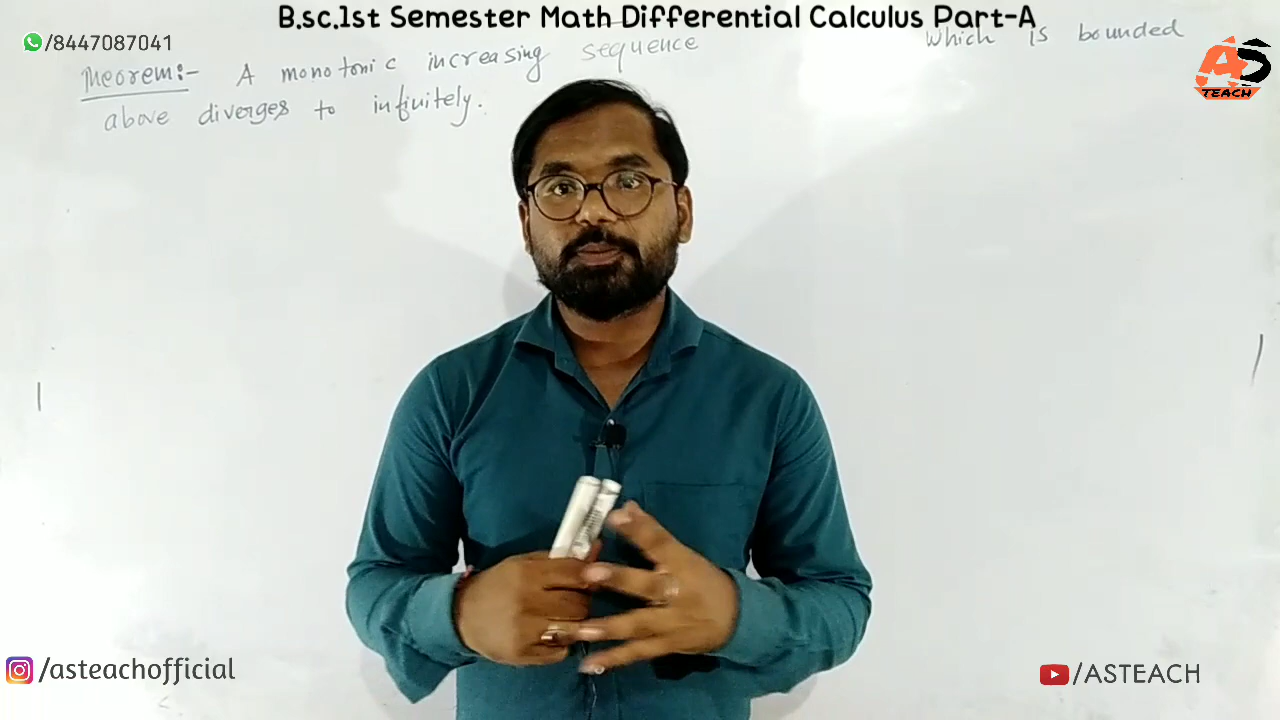 B.sc.1st Semester Math Differential Calculus Part-A
/8447087041
Theorem:- A monotonic increasing sequence which is bounded
above diverges to infinitely.
AS
TEACH
/asteachofficial
/ASTEACH